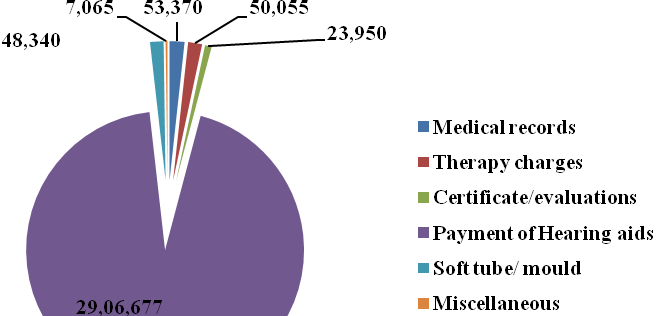 7,065
53,370
50,055
23,950
48,340
29,06,677
Medical records
Therapy charges
Certificate/evaluations
Payment of Hearing aids
Soft tube/ mould
Miscellaneous